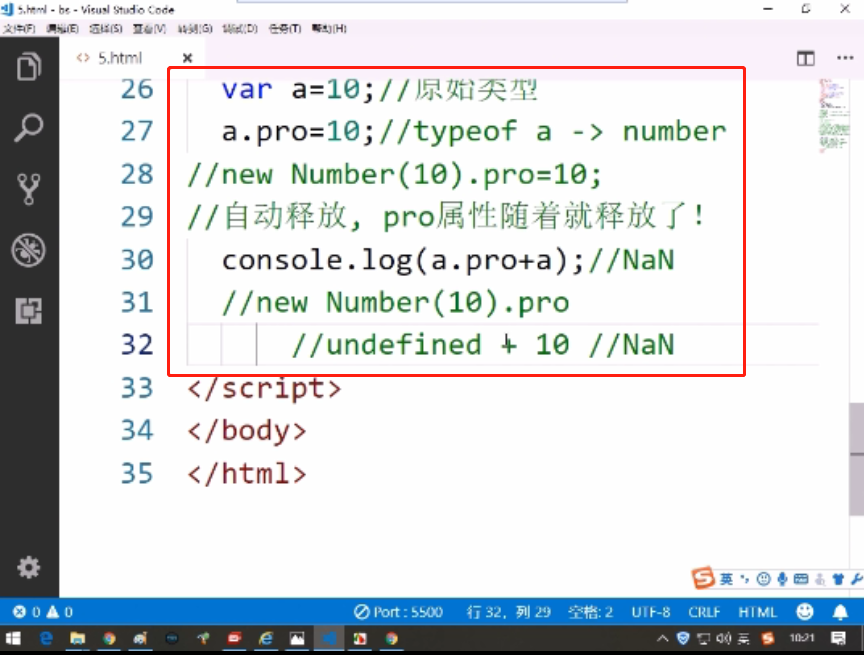 5.html - bs - Visual Studio Code
文件(F) 编辑(E) 选择(S) 查看(V) 转到(G) 调试(D) 任务(T) 帮助(H)
<> 5.html
26 var a=10;//原始类型
27 a.pro=10;//typeof a -> number
28 //new Number(10).pro=10;
29 //自动释放, pro属性随着就释放了!
30 console.log(a.pro+a);//NaN
31 //new Number(10).pro
32 //undefined + 10 //NaN
33 </script>
34 </body>
35 </html>
英
0 0 Port : 5500 行 32，列 29 空格: 2 UTF-8 CRLF HTML
英 10:21